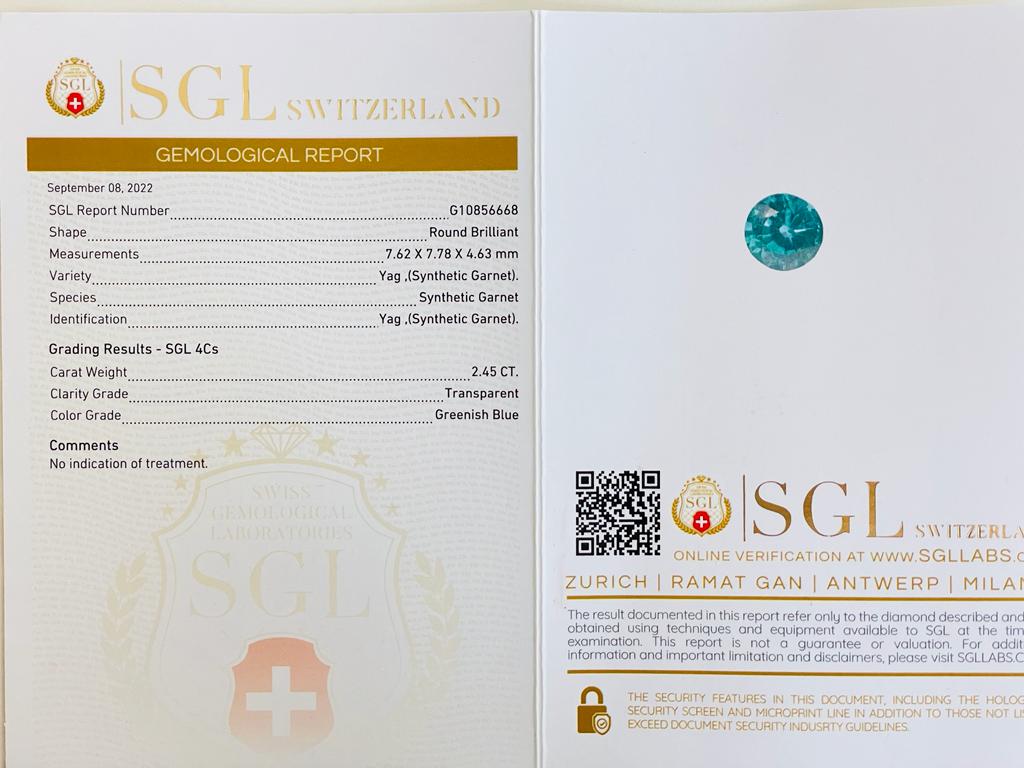 SGL
SGL SWITZERLAND
GEMOLOGICAL REPORT
September 08, 2022
SGL Report Number G10856668
Shape Round Brilliant
Measurements 7.62 X 7.78 X 4.63 mm
Variety Yag ,(Synthetic Garnet).
Species Synthetic Garnet
Identification Yag ,(Synthetic Garnet).
Grading Results - SGL 4Cs
Carat Weight 2.45 CT.
Clarity Grade Transparent
Color Grade Greenish Blue
Comments
No indication of treatment.
SWISS
GEMOLOGICAL
LABORATORIES
SGL
SGL
SGL SWITZERLA
ONLINE VERIFICATION AT WWW.SGLLABS.C
ZURICH | RAMAT GAN | ANTWERP | MILAN
The result documented in this report refer only to the diamond described and
obtained using techniques and equipment available to SGL at the tim
examination. This report is not a guarantee or valuation. For additi
information and important limitation and disclaimers, please visit SGLLABS.C
THE SECURITY FEATURES IN THIS DOCUMENT, INCLUDING THE HOLOG
SECURITY SCREEN AND MICROPRINT LINE IN ADDITION TO THOSE NOT LIS
EXCEED DOCUMENT SECURITY INDUSRTY GUIDELINES.